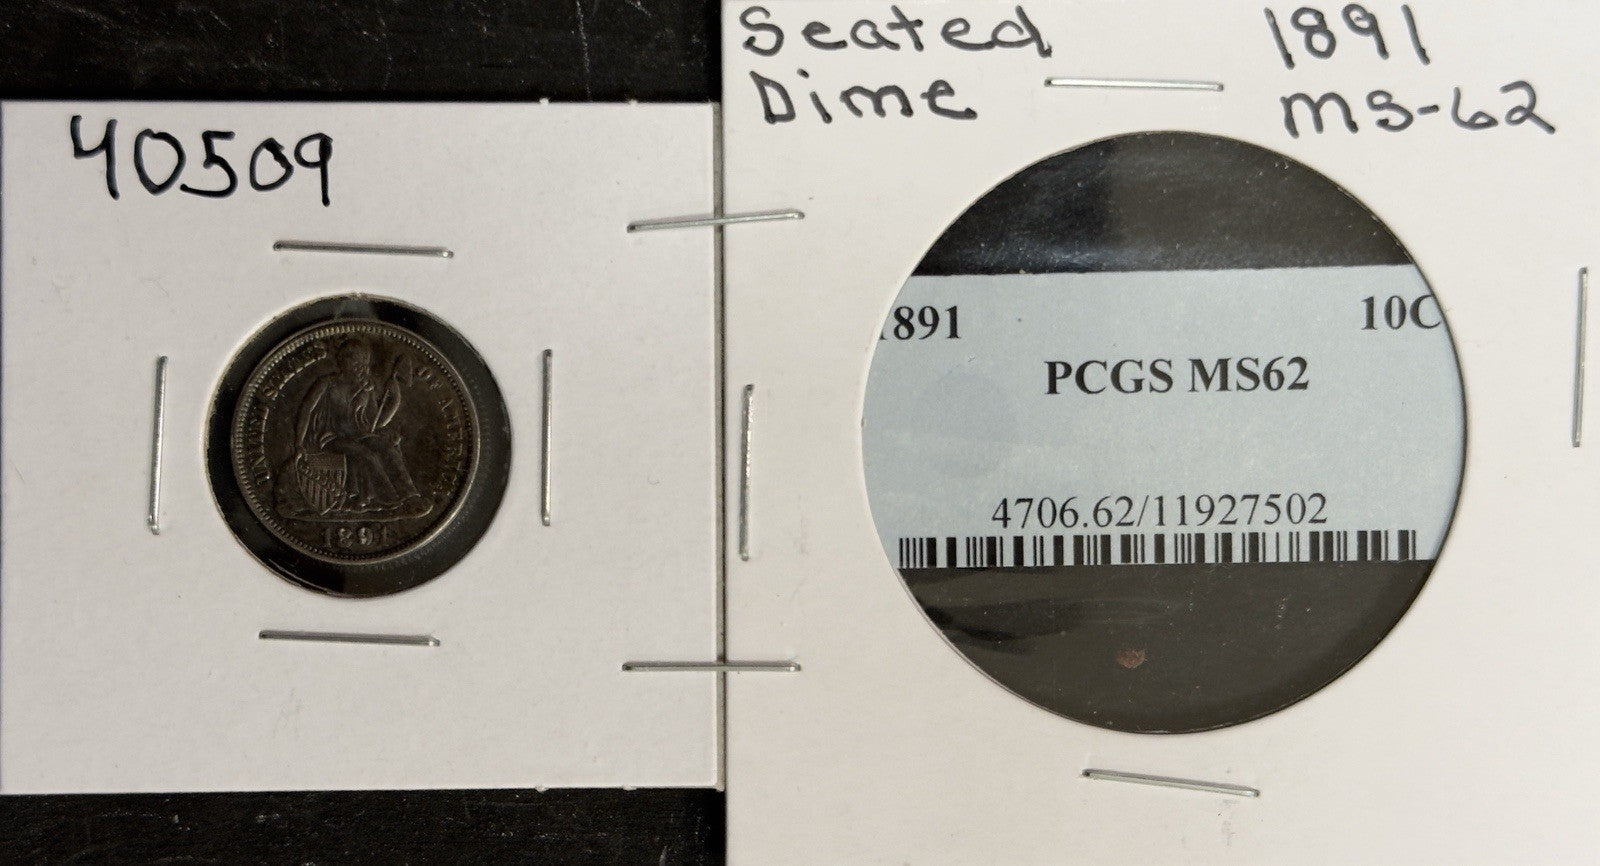 40509
UNITED STATES OF AMERICA
1891
Seated
Dime
1891
MS-62
1891 10C
PCGS MS62
4706.62/11927502